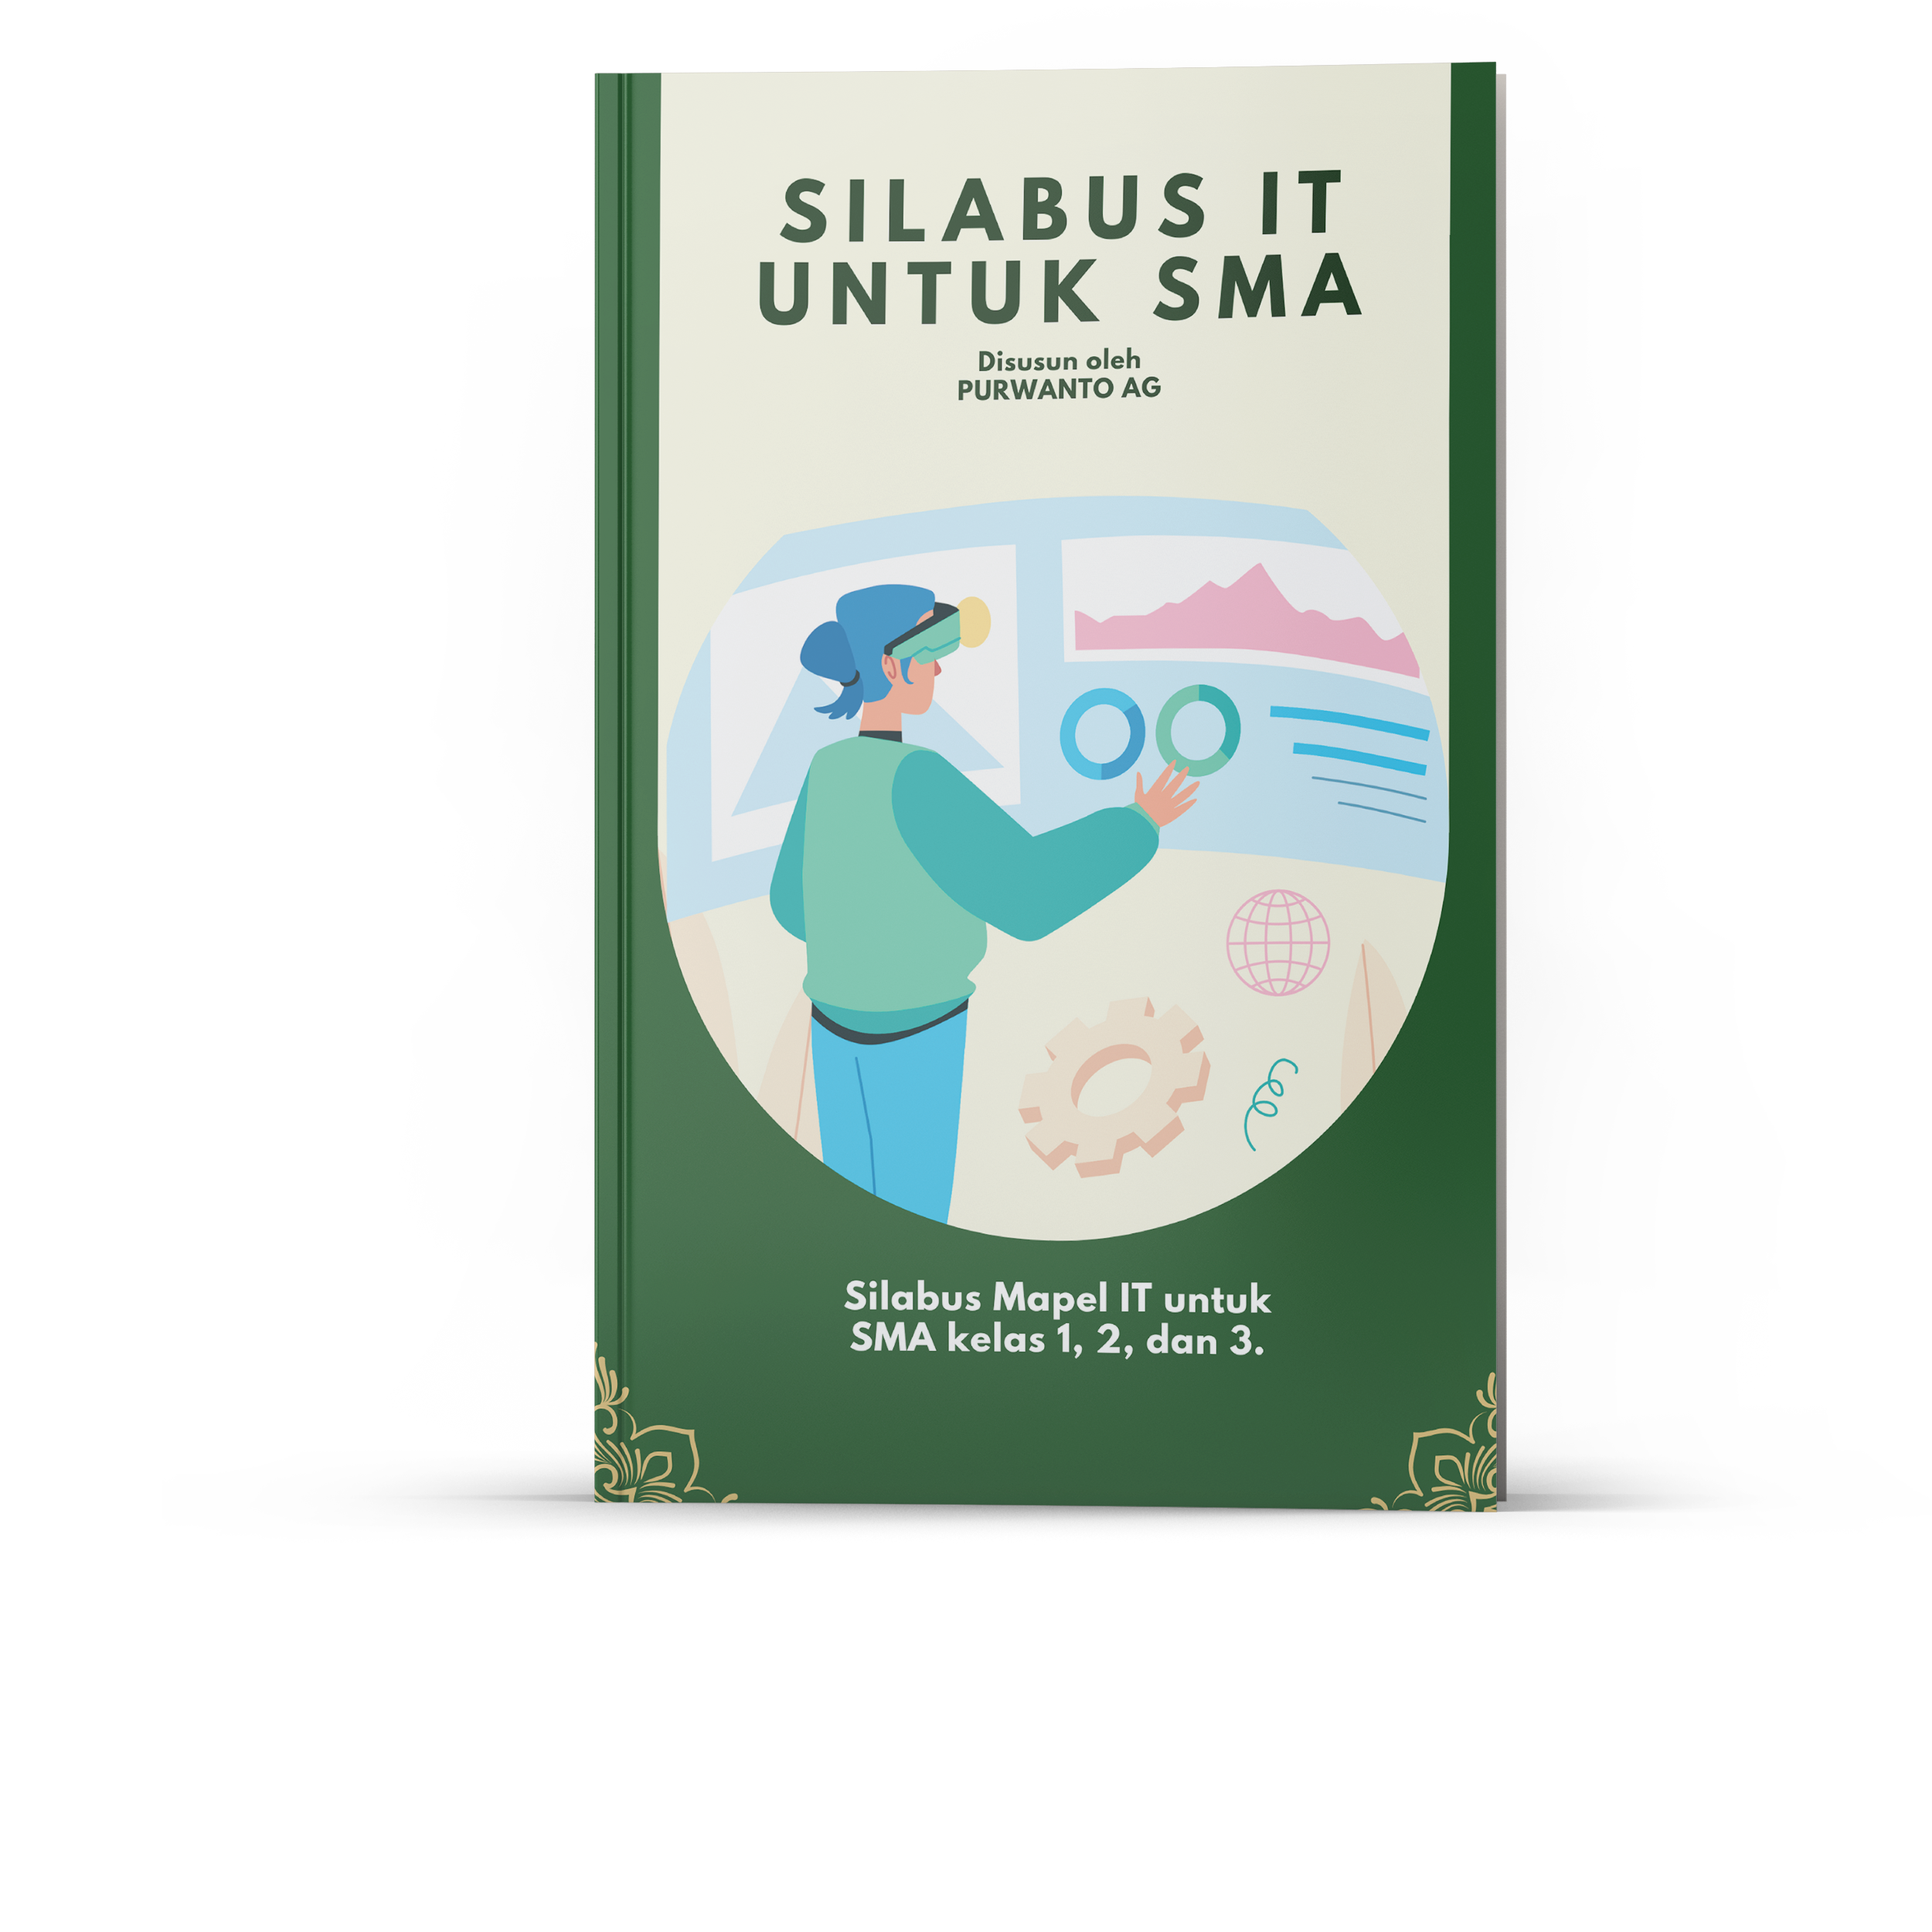 SILABUS IT
UNTUK SMA
Disusun oleh
PURWANTO AG
Silabus Mapel IT untuk
SMA kelas 1, 2, dan 3.